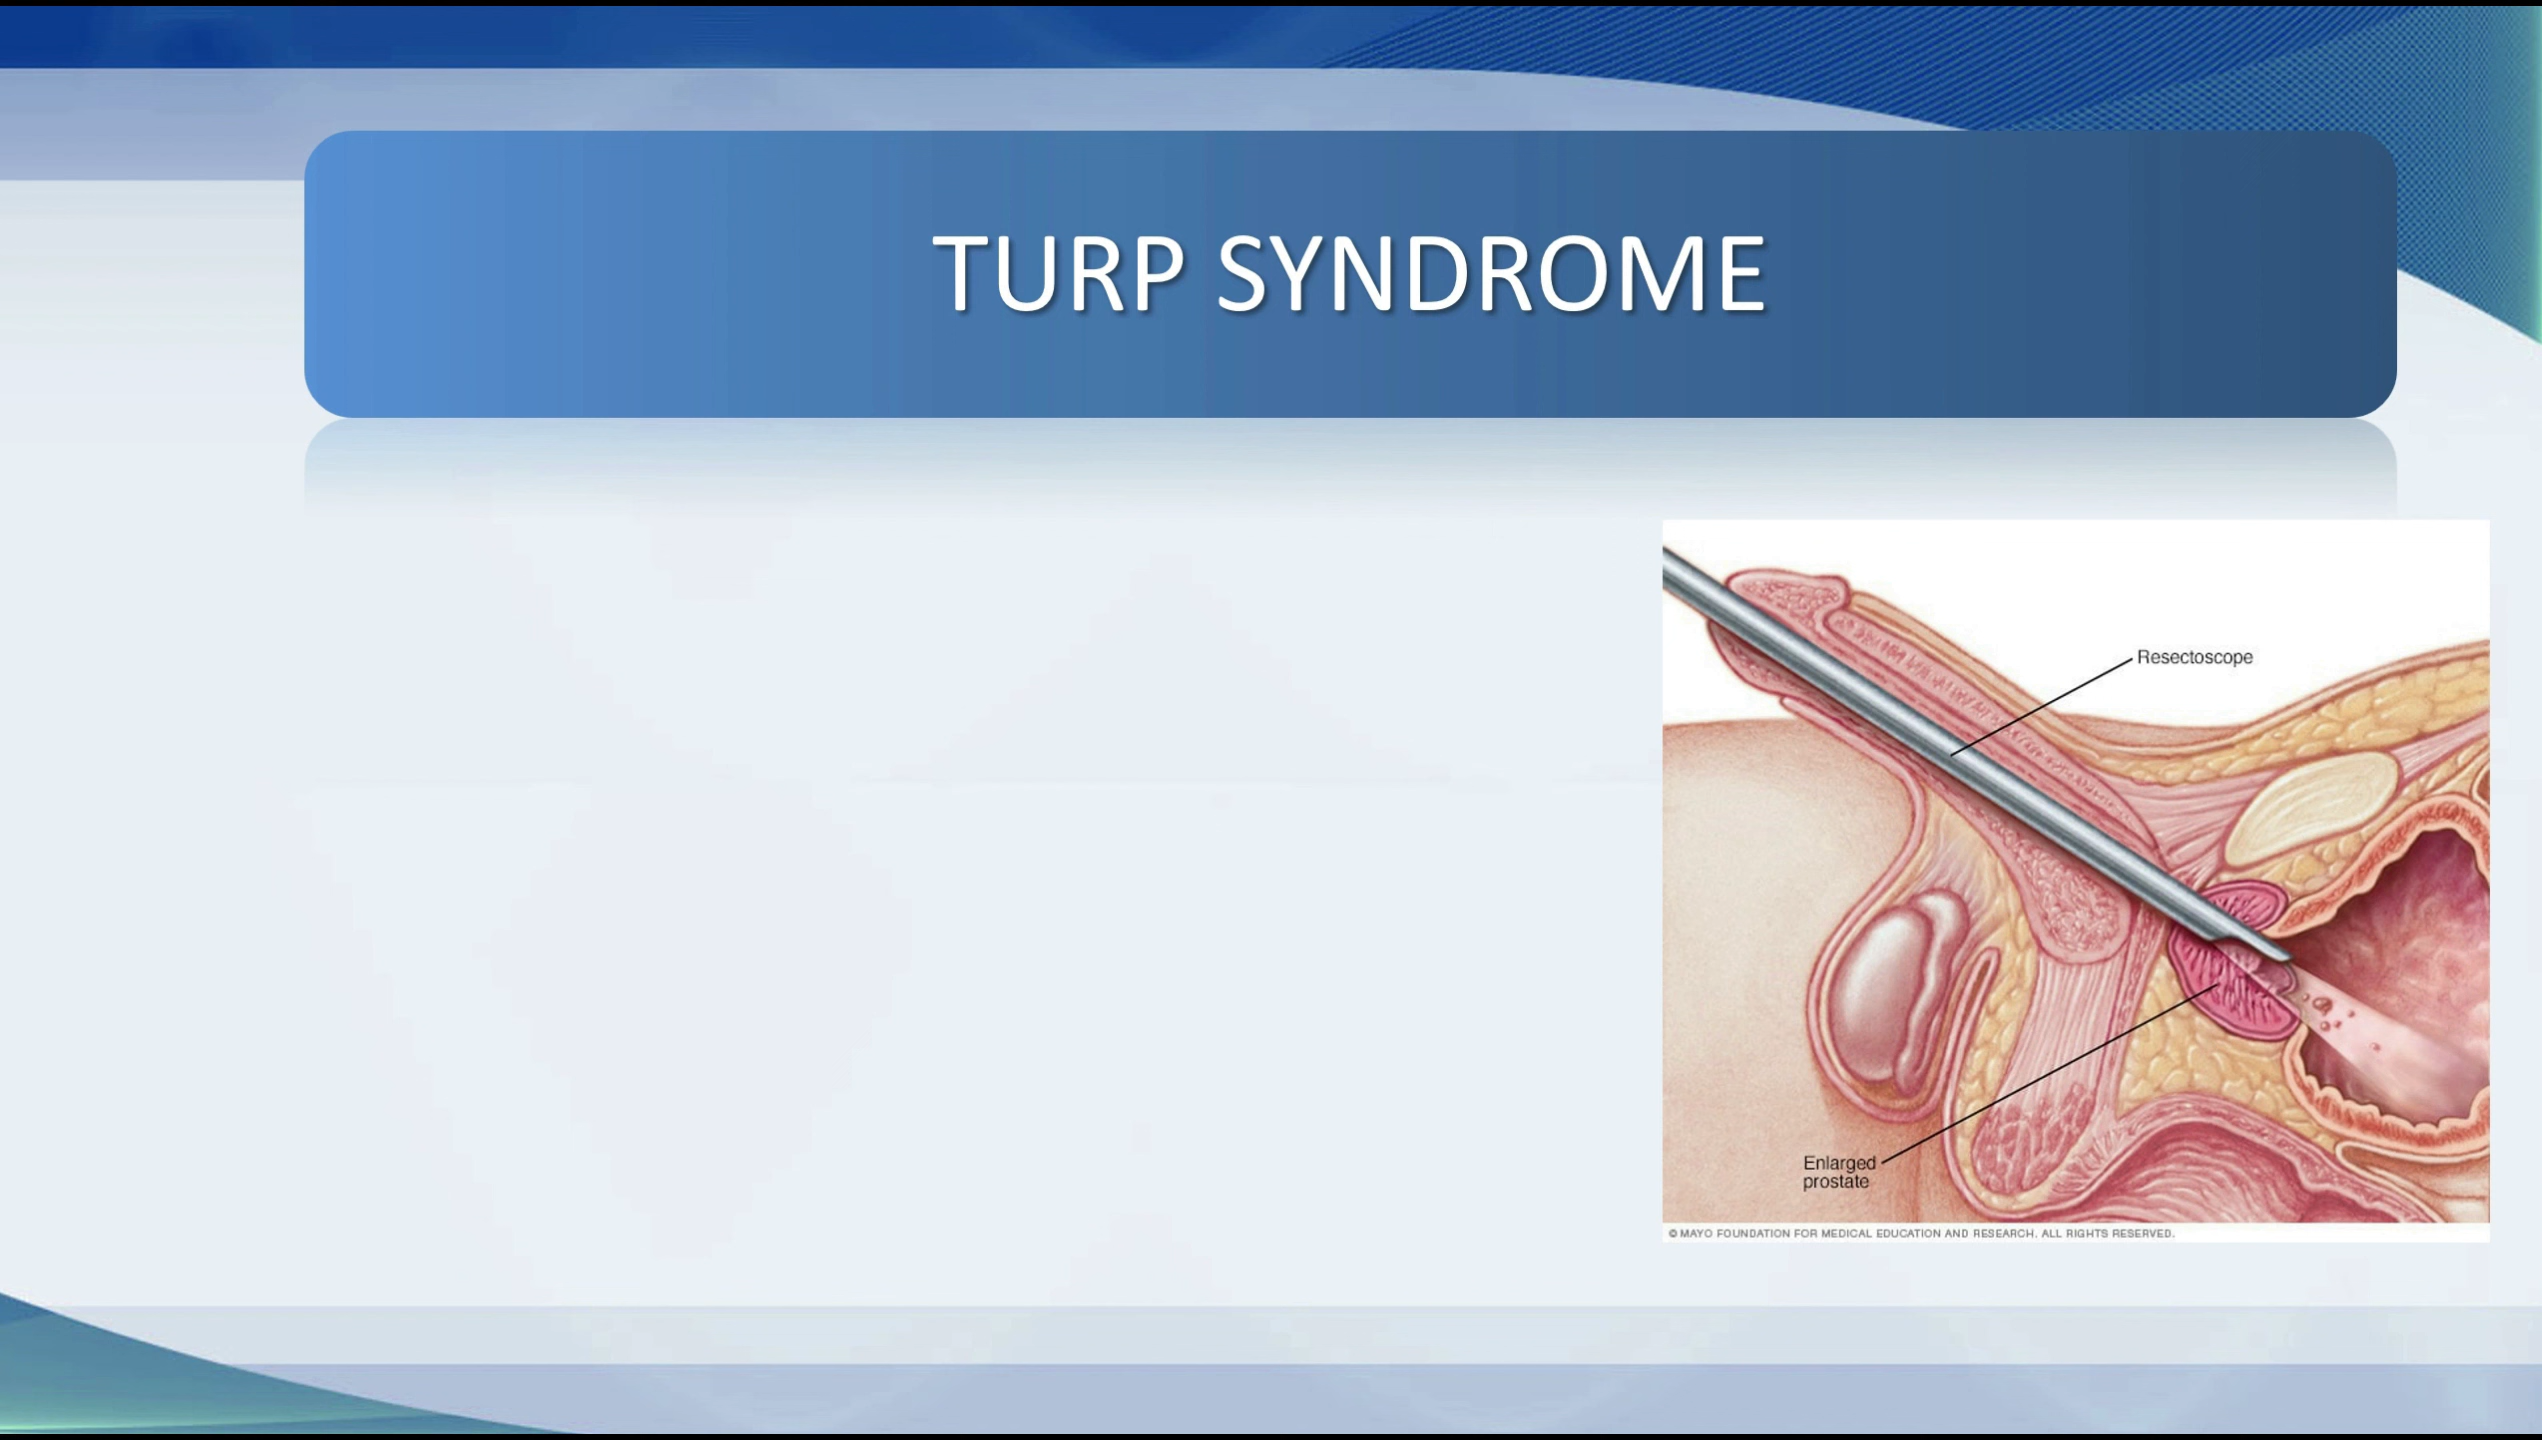 TURP SYNDROME
Resectoscope
Enlarged
prostate
© MAYO FOUNDATION FOR MEDICAL EDUCATION AND RESEARCH. ALL RIGHTS RESERVED.